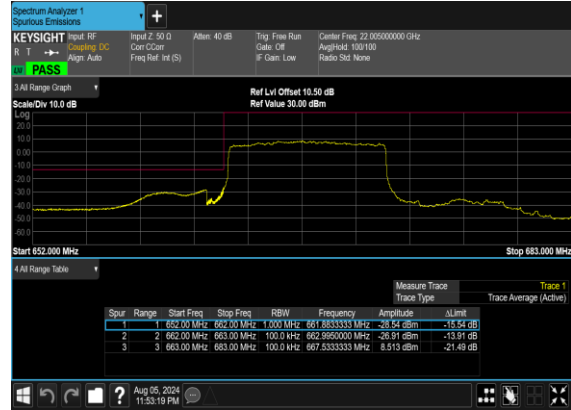 Spectrum Analyzer 1
Spurious Emissions
KEYSIGHT Input: RF Input Z: 50 Ω Atten: 40 dB Trig: Free Run Center Freq: 22.005000000 GHz
R T Coupling: DC Corr CCorr Gate: Off Avg|Hold: 100/100
Align: Auto Freq Ref: Int (S) IF Gain: Low Radio Std: None
PASS
3 All Range Graph
Ref Lvl Offset 10.50 dB
Scale/Div 10.0 dB Ref Value 30.00 dBm
Log
20.0
10.0
0.00
-10.0
-20.0
-30.0
-40.0
-50.0
-60.0
Start 652.000 MHz Stop 683.000 MHz
4 All Range Table
Measure Trace Trace 1
Trace Type Trace Average (Active)
Spur Range Start Freq Stop Freq RBW Frequency Amplitude ΔLimit
1 1 652.00 MHz 662.00 MHz 1.000 MHz 661.8833333 MHz -28.54 dBm -15.54 dB
2 2 662.00 MHz 663.00 MHz 100.0 kHz 662.9950000 MHz -26.91 dBm -13.91 dB
3 3 663.00 MHz 683.00 MHz 100.0 kHz 667.5333333 MHz 8.513 dBm -21.49 dB
Aug 05, 2024
11:53:19 PM